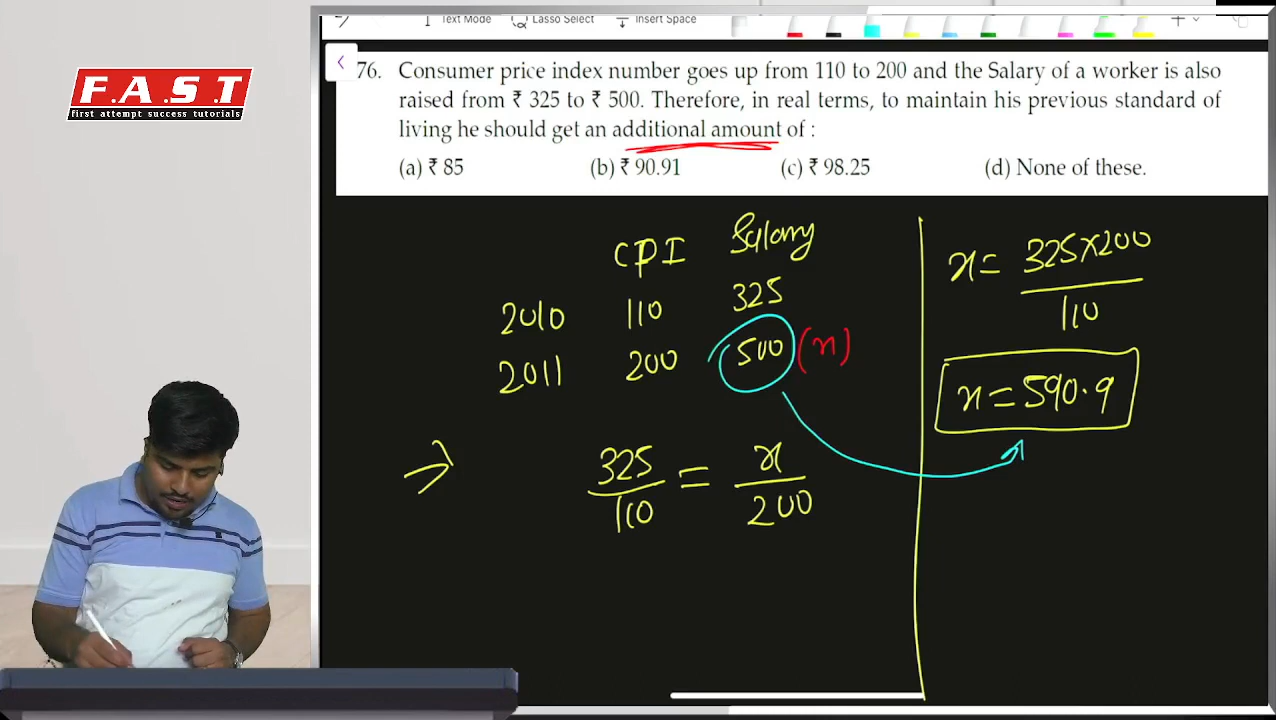 Text Mode Lasso Select Insert Space
F.A.S.T
first attempt success tutorials
76. Consumer price index number goes up from 110 to 200 and the Salary of a worker is also
raised from ₹ 325 to ₹ 500. Therefore, in real terms, to maintain his previous standard of
living he should get an additional amount of :
(a) ₹ 85 (b) ₹ 90.91 (c) ₹ 98.25 (d) None of these.
CPI Salary
2010 110 325
2011 200 500 (x)
325/110 = x/200
x = 325×200/110
x = 590.9